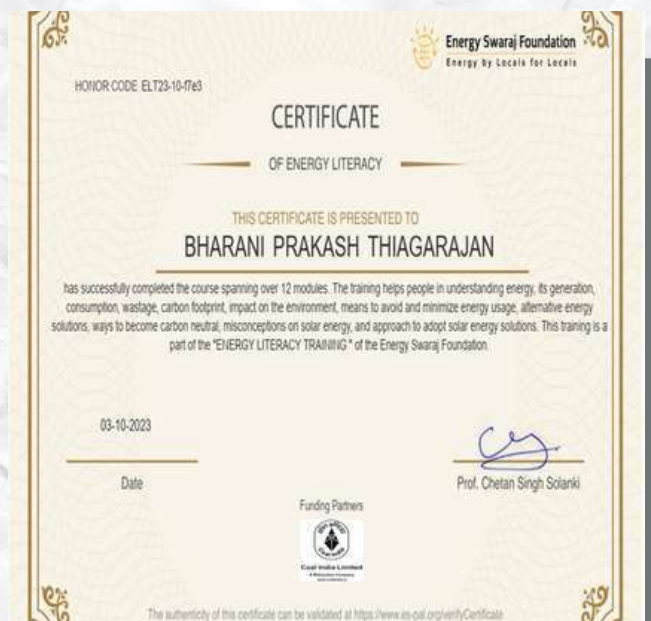 Energy Swaraj Foundation
Energy by Locals for Locals
HONOR CODE ELT23-10-f7e3
CERTIFICATE
OF ENERGY LITERACY
THIS CERTIFICATE IS PRESENTED TO
BHARANI PRAKASH THIAGARAJAN
has successfully completed the course spanning over 12 modules. The training helps people in understanding energy, its generation,
consumption, wastage, carbon footprint, impact on the environment, means to avoid and minimize energy usage, alternative energy
solutions, ways to become carbon neutral, misconceptions on solar energy, and approach to adopt solar energy solutions. This training is a
part of the "ENERGY LITERACY TRAINING " of the Energy Swaraj Foundation.
03-10-2023
Date
Prof. Chetan Singh Solanki
Funding Partners
Coal India Limited
The authenticity of this certificate can be validated at https://www.es-pal.org/verifyCertificate